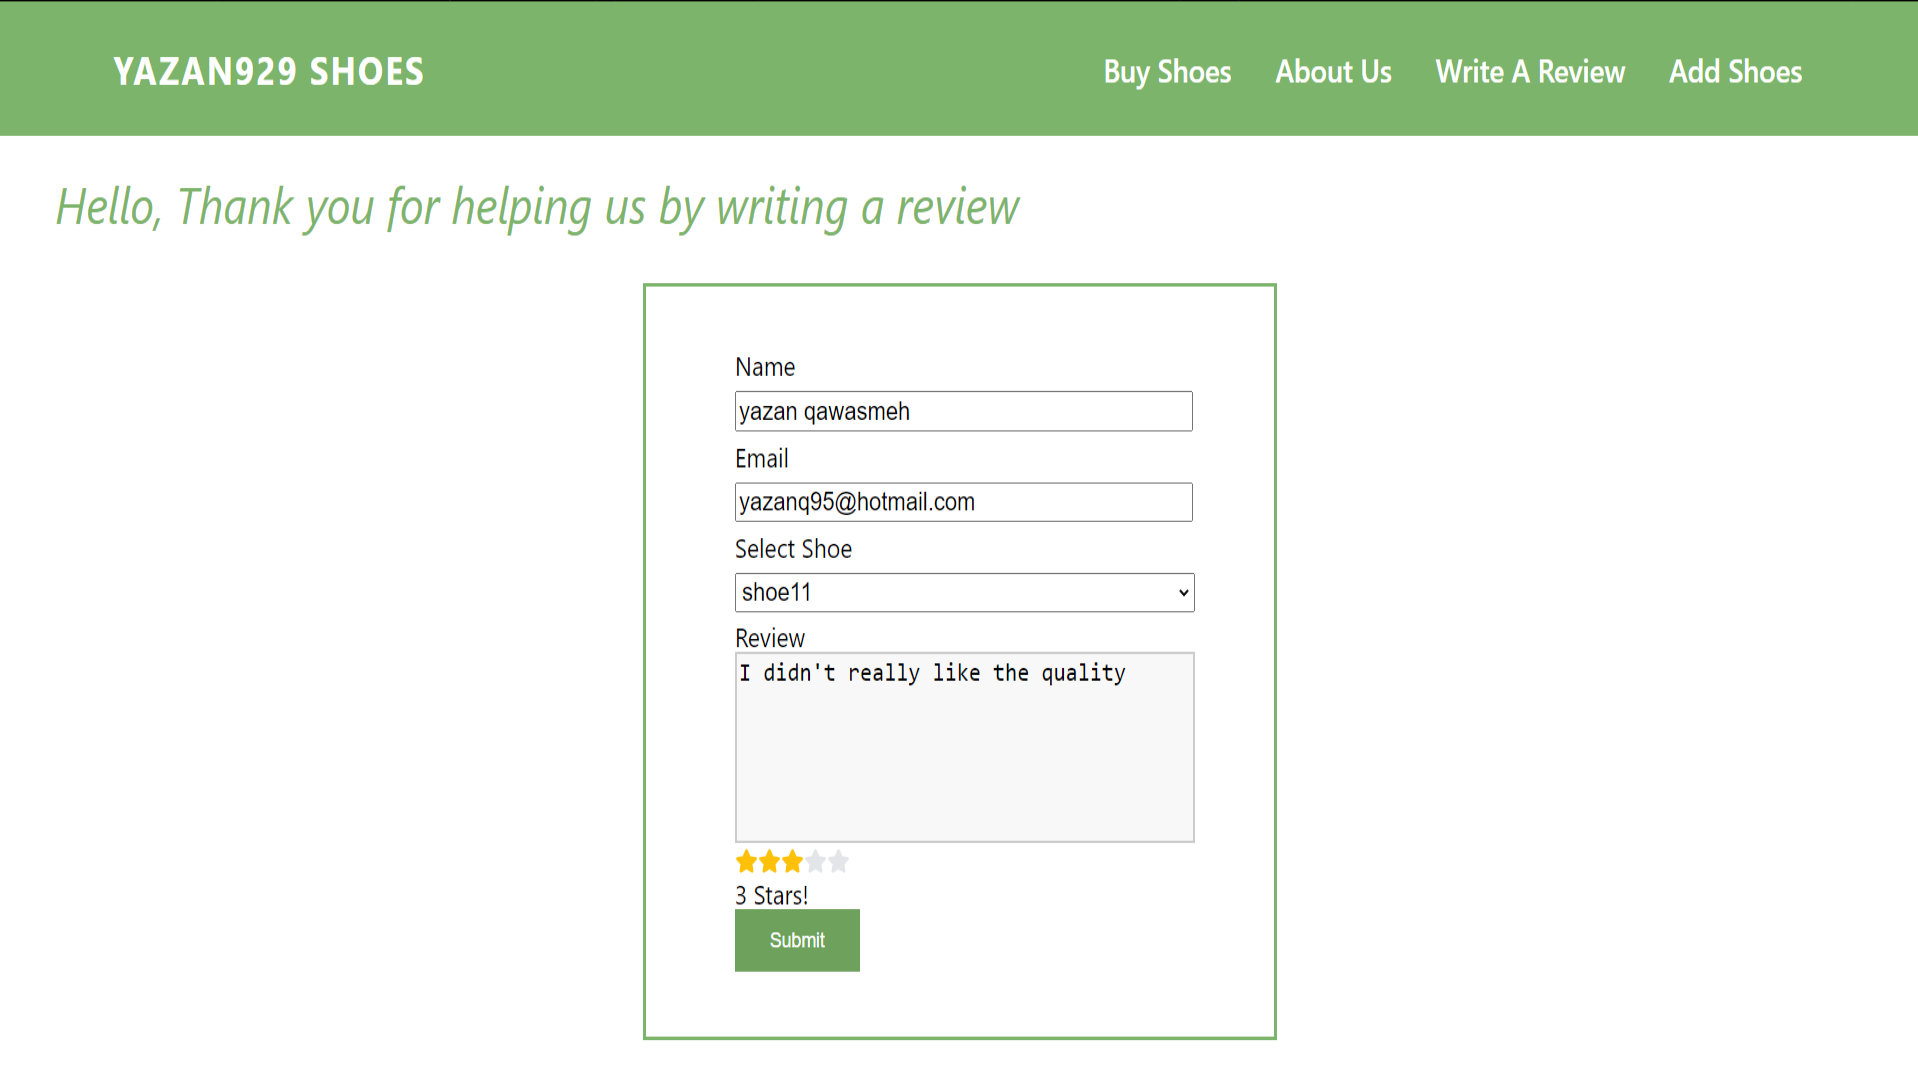 YAZAN929 SHOES
Buy Shoes
About Us
Write A Review
Add Shoes
Hello, Thank you for helping us by writing a review
Name
yazan qawasmeh
Email
yazanq95@hotmail.com
Select Shoe
shoe11
Review
I didn't really like the quality
3 Stars!
Submit